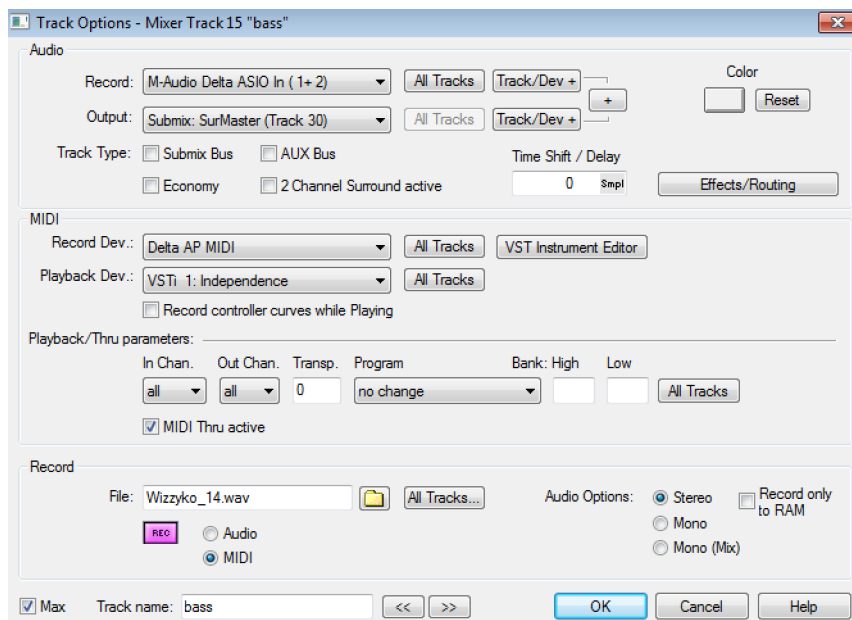 Track Options - Mixer Track 15 "bass"
Audio
Record: M-Audio Delta ASIO In ( 1+ 2) All Tracks Track/Dev + + Color
Reset
Output: Submix: SurMaster (Track 30) All Tracks Track/Dev +
Track Type: Submix Bus AUX Bus Time Shift / Delay
Economy 2 Channel Surround active 0 Smpl Effects/Routing
MIDI
Record Dev.: Delta AP MIDI All Tracks VST Instrument Editor
Playback Dev.: VSTi 1: Independence All Tracks
Record controller curves while Playing
Playback/Thru parameters:
In Chan. Out Chan. Transp. Program Bank: High Low
all all 0 no change All Tracks
MIDI Thru active
Record
File: Wizzyko_14.wav All Tracks... Audio Options: Stereo Record only
to RAM
REC Audio Mono
MIDI Mono (Mix)
Max Track name: bass << >> OK Cancel Help